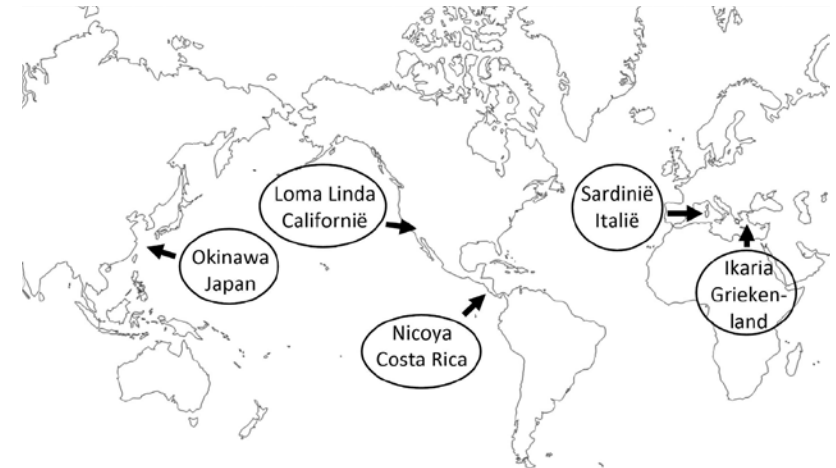 Loma Linda
Californië
Sardinië
Italië
Okinawa
Japan
Ikaria
Grieken-
land
Nicoya
Costa Rica